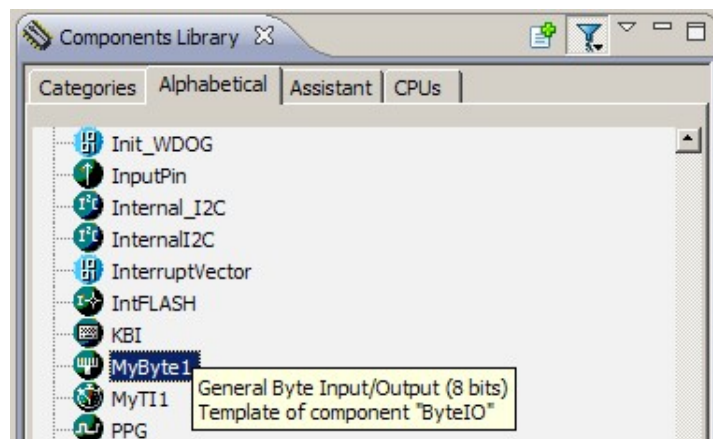 Components Library
Categories Alphabetical Assistant CPUs
Init_WDOG
InputPin
Internal_I2C
InternalI2C
InterruptVector
IntFLASH
KBI
MyByte1
General Byte Input/Output (8 bits)
Template of component "ByteIO"
MyTI1
PPG